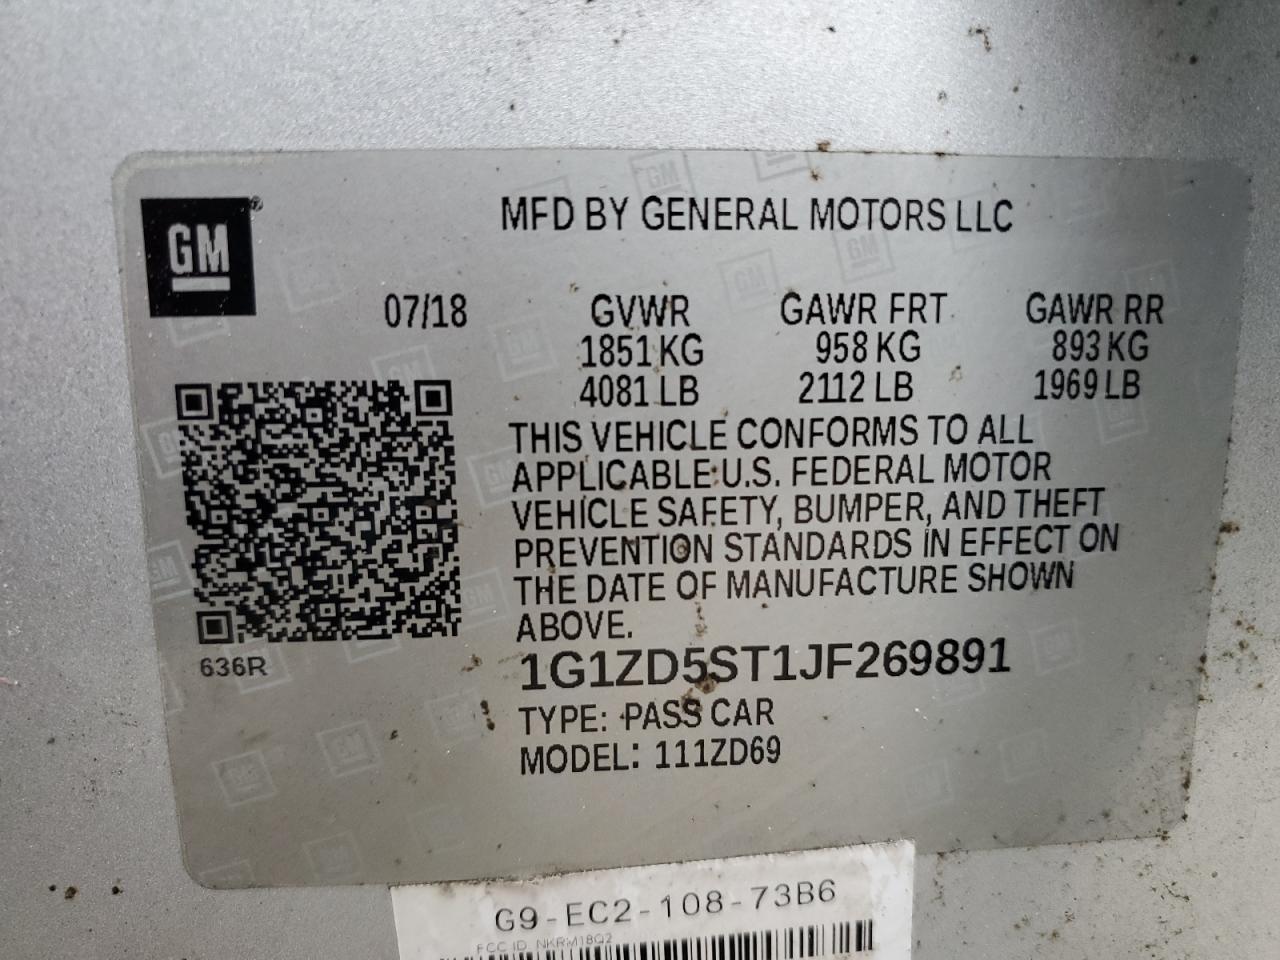 GM
MFD BY GENERAL MOTORS LLC
07/18 GVWR GAWR FRT GAWR RR
1851 KG 958 KG 893 KG
4081 LB 2112 LB 1969 LB
THIS VEHICLE CONFORMS TO ALL
APPLICABLE U.S. FEDERAL MOTOR
VEHICLE SAFETY, BUMPER, AND THEFT
PREVENTION STANDARDS IN EFFECT ON
THE DATE OF MANUFACTURE SHOWN
ABOVE.
636R
1G1ZD5ST1JF269891
TYPE: PASS CAR
MODEL: 111ZD69
G9-EC2-108-73B6
FCC ID NKRM18Q2